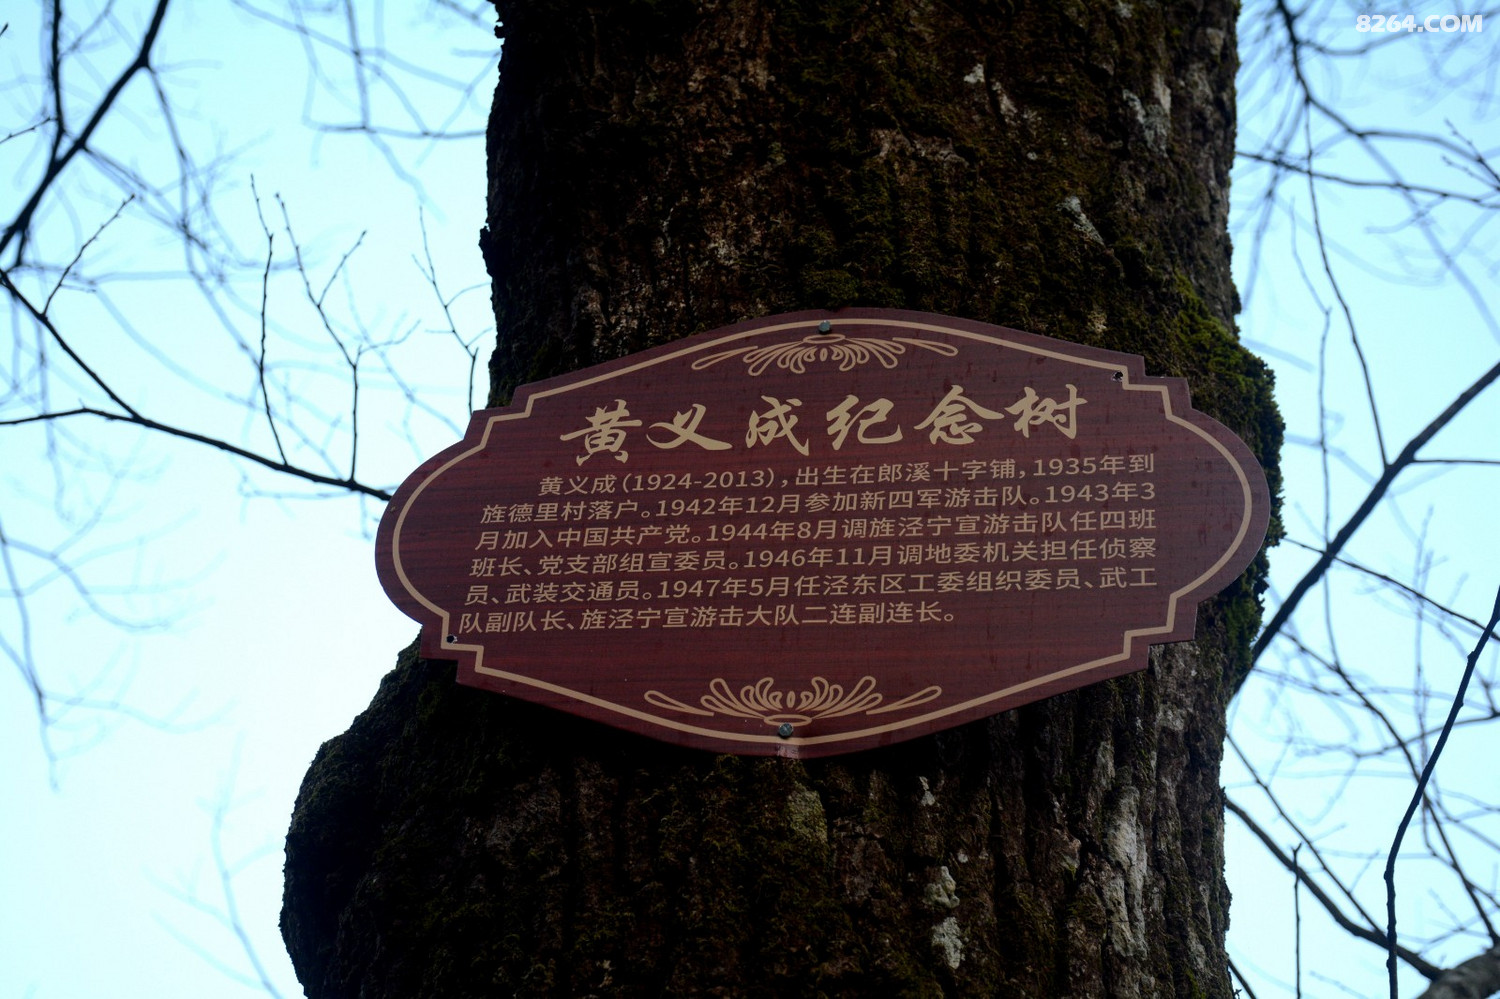 8264.COM
黄义成纪念树
黄义成(1924-2013)，出生在郎溪十字铺，1935年到
旌德里村落户。1942年12月参加新四军游击队。1943年3
月加入中国共产党。1944年8月调旌泾宁宣游击队任四班
班长、党支部组宣委员。1946年11月调地委机关担任侦察
员、武装交通员。1947年5月任泾东区工委组织委员、武工
队副队长、旌泾宁宣游击大队二连副连长。